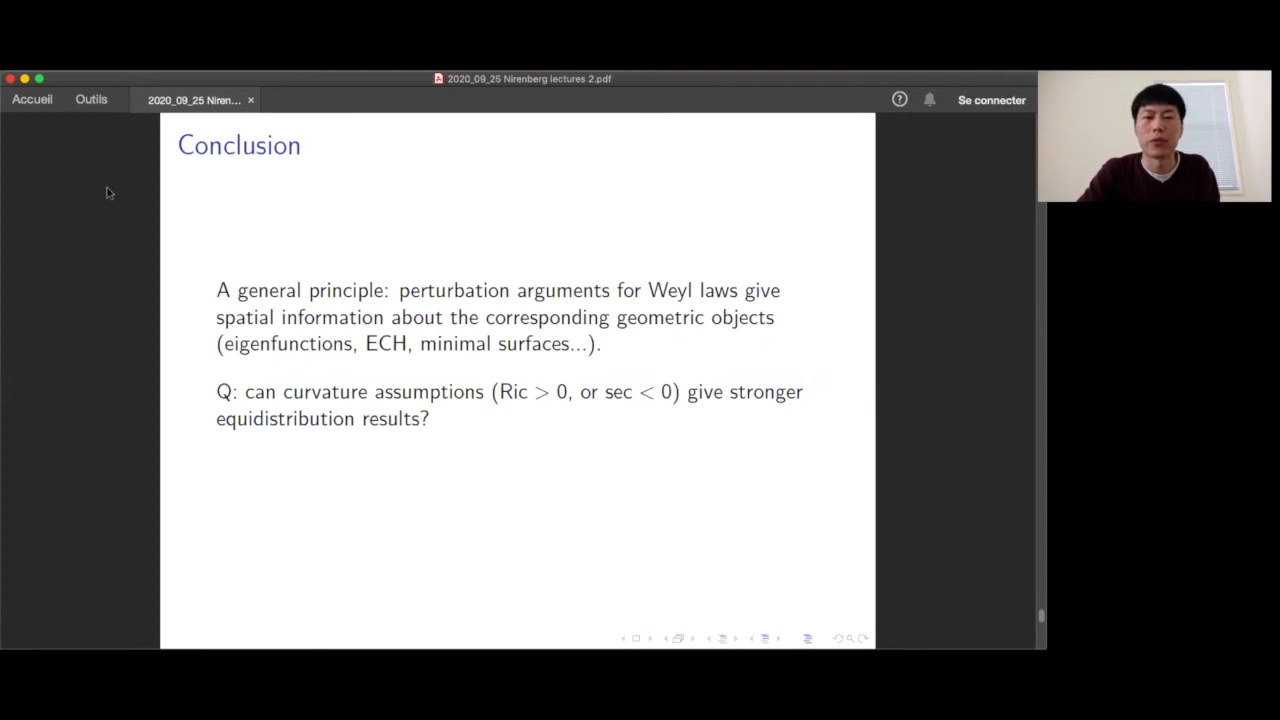 2020_09_25 Nirenberg lectures 2.pdf
Accueil Outils 2020_09_25 Niren... × ? Se connecter
Conclusion
A general principle: perturbation arguments for Weyl laws give
spatial information about the corresponding geometric objects
(eigenfunctions, ECH, minimal surfaces...).
Q: can curvature assumptions (Ric > 0, or sec < 0) give stronger
equidistribution results?